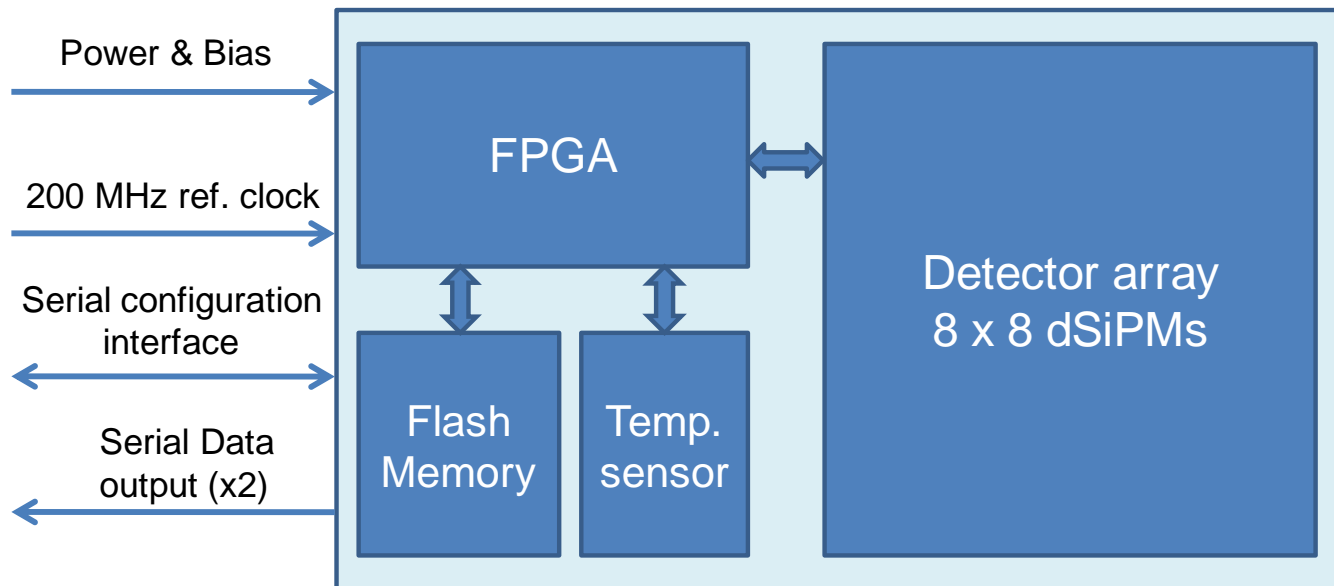 Power & Bias
200 MHz ref. clock
Serial configuration
interface
Serial Data
output (x2)
FPGA
Flash
Memory
Temp.
sensor
Detector array
8 x 8 dSiPMs